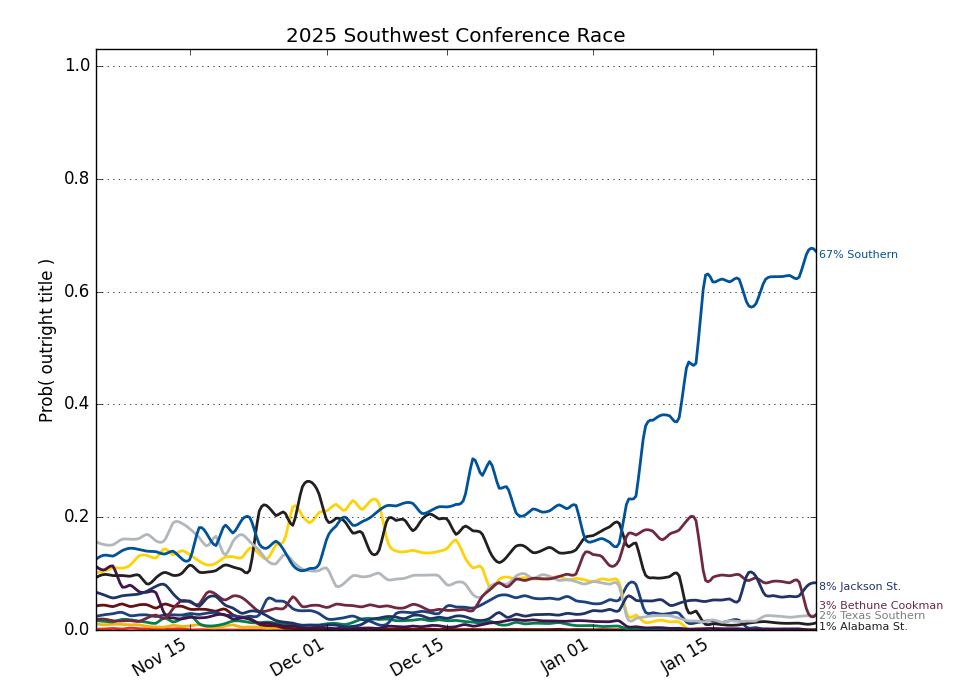 2025 Southwest Conference Race
1.0
0.8
0.6
0.4
0.2
0.0
Prob( outright title )
67% Southern
8% Jackson St.
3% Bethune Cookman
2% Texas Southern
1% Alabama St.
Nov 15
Dec 01
Dec 15
Jan 01
Jan 15